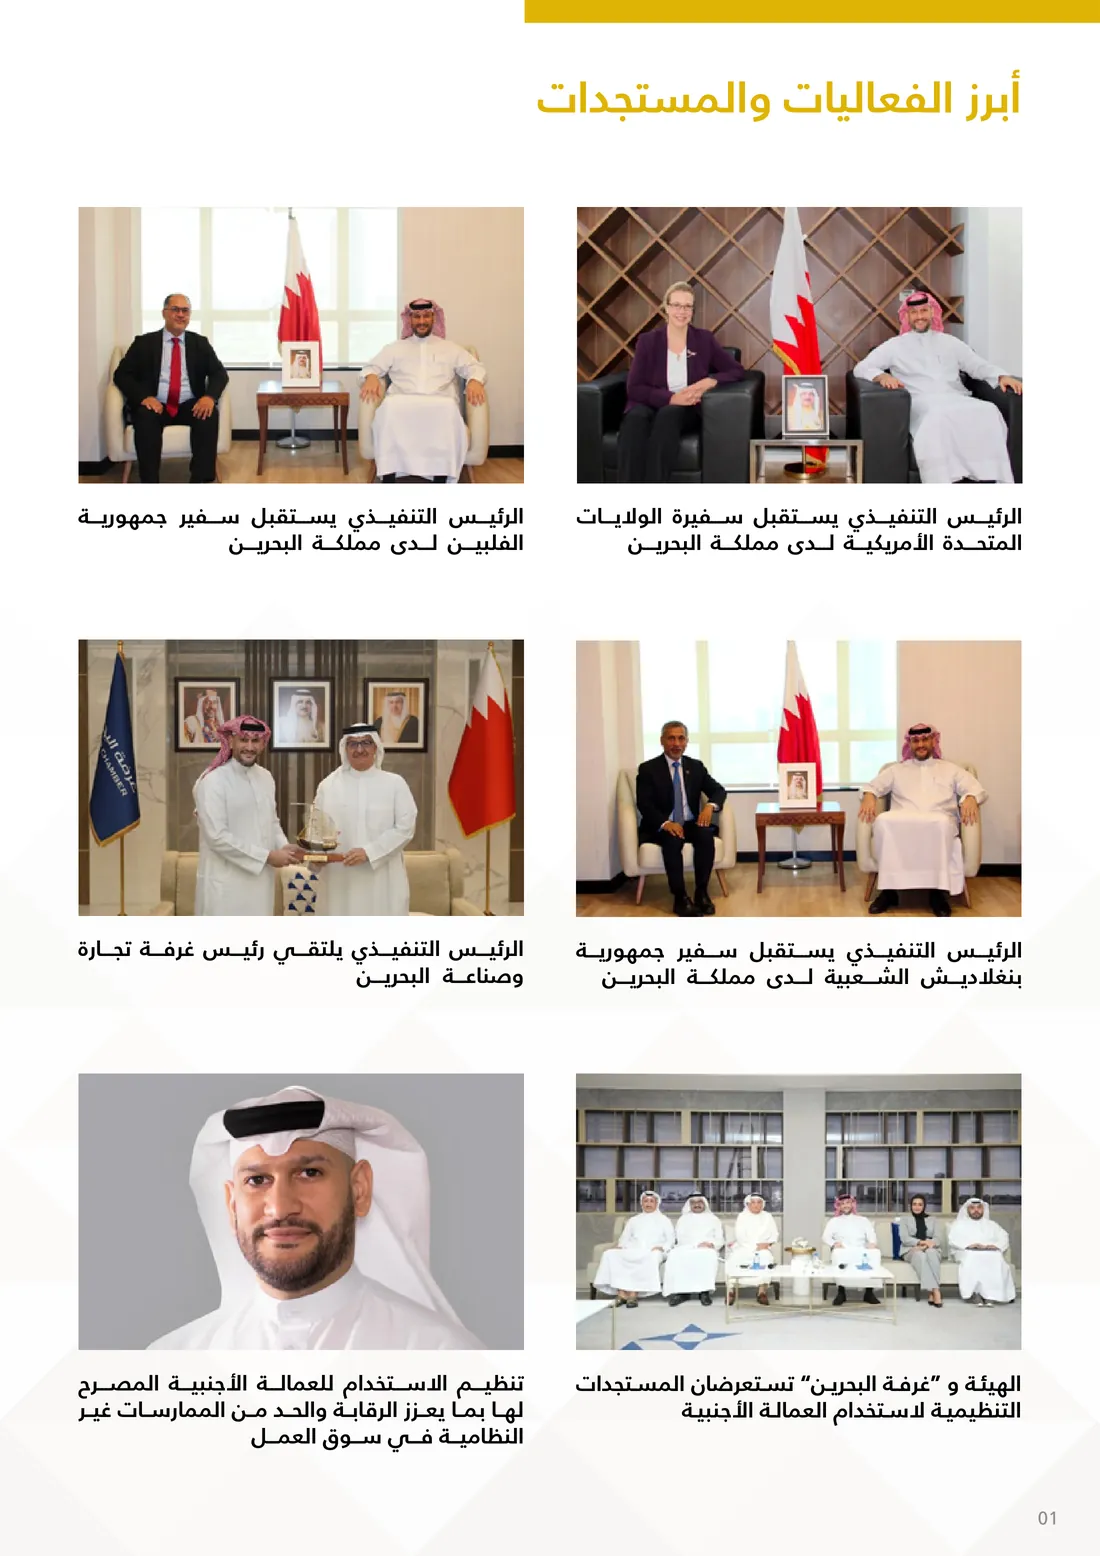 أبرز الفعاليات والمستجدات
الرئيس التنفيذي يستقبل سفيرة الولايات
المتحدة الأمريكية لدى مملكة البحرين
الرئيس التنفيذي يستقبل سفير جمهورية
الفلبين لدى مملكة البحرين
غرفة
CHAMBER
الرئيس التنفيذي يستقبل سفير جمهورية
بنغلاديش الشعبية لدى مملكة البحرين
الرئيس التنفيذي يلتقي رئيس غرفة تجارة
وصناعة البحرين
الهيئة و ”غرفة البحرين“ تستعرضان المستجدات
التنظيمية لاستخدام العمالة الأجنبية
تنظيم الاستخدام للعمالة الأجنبية المصرح
لها بما يعزز الرقابة والحد من الممارسات غير
النظامية في سوق العمل
01